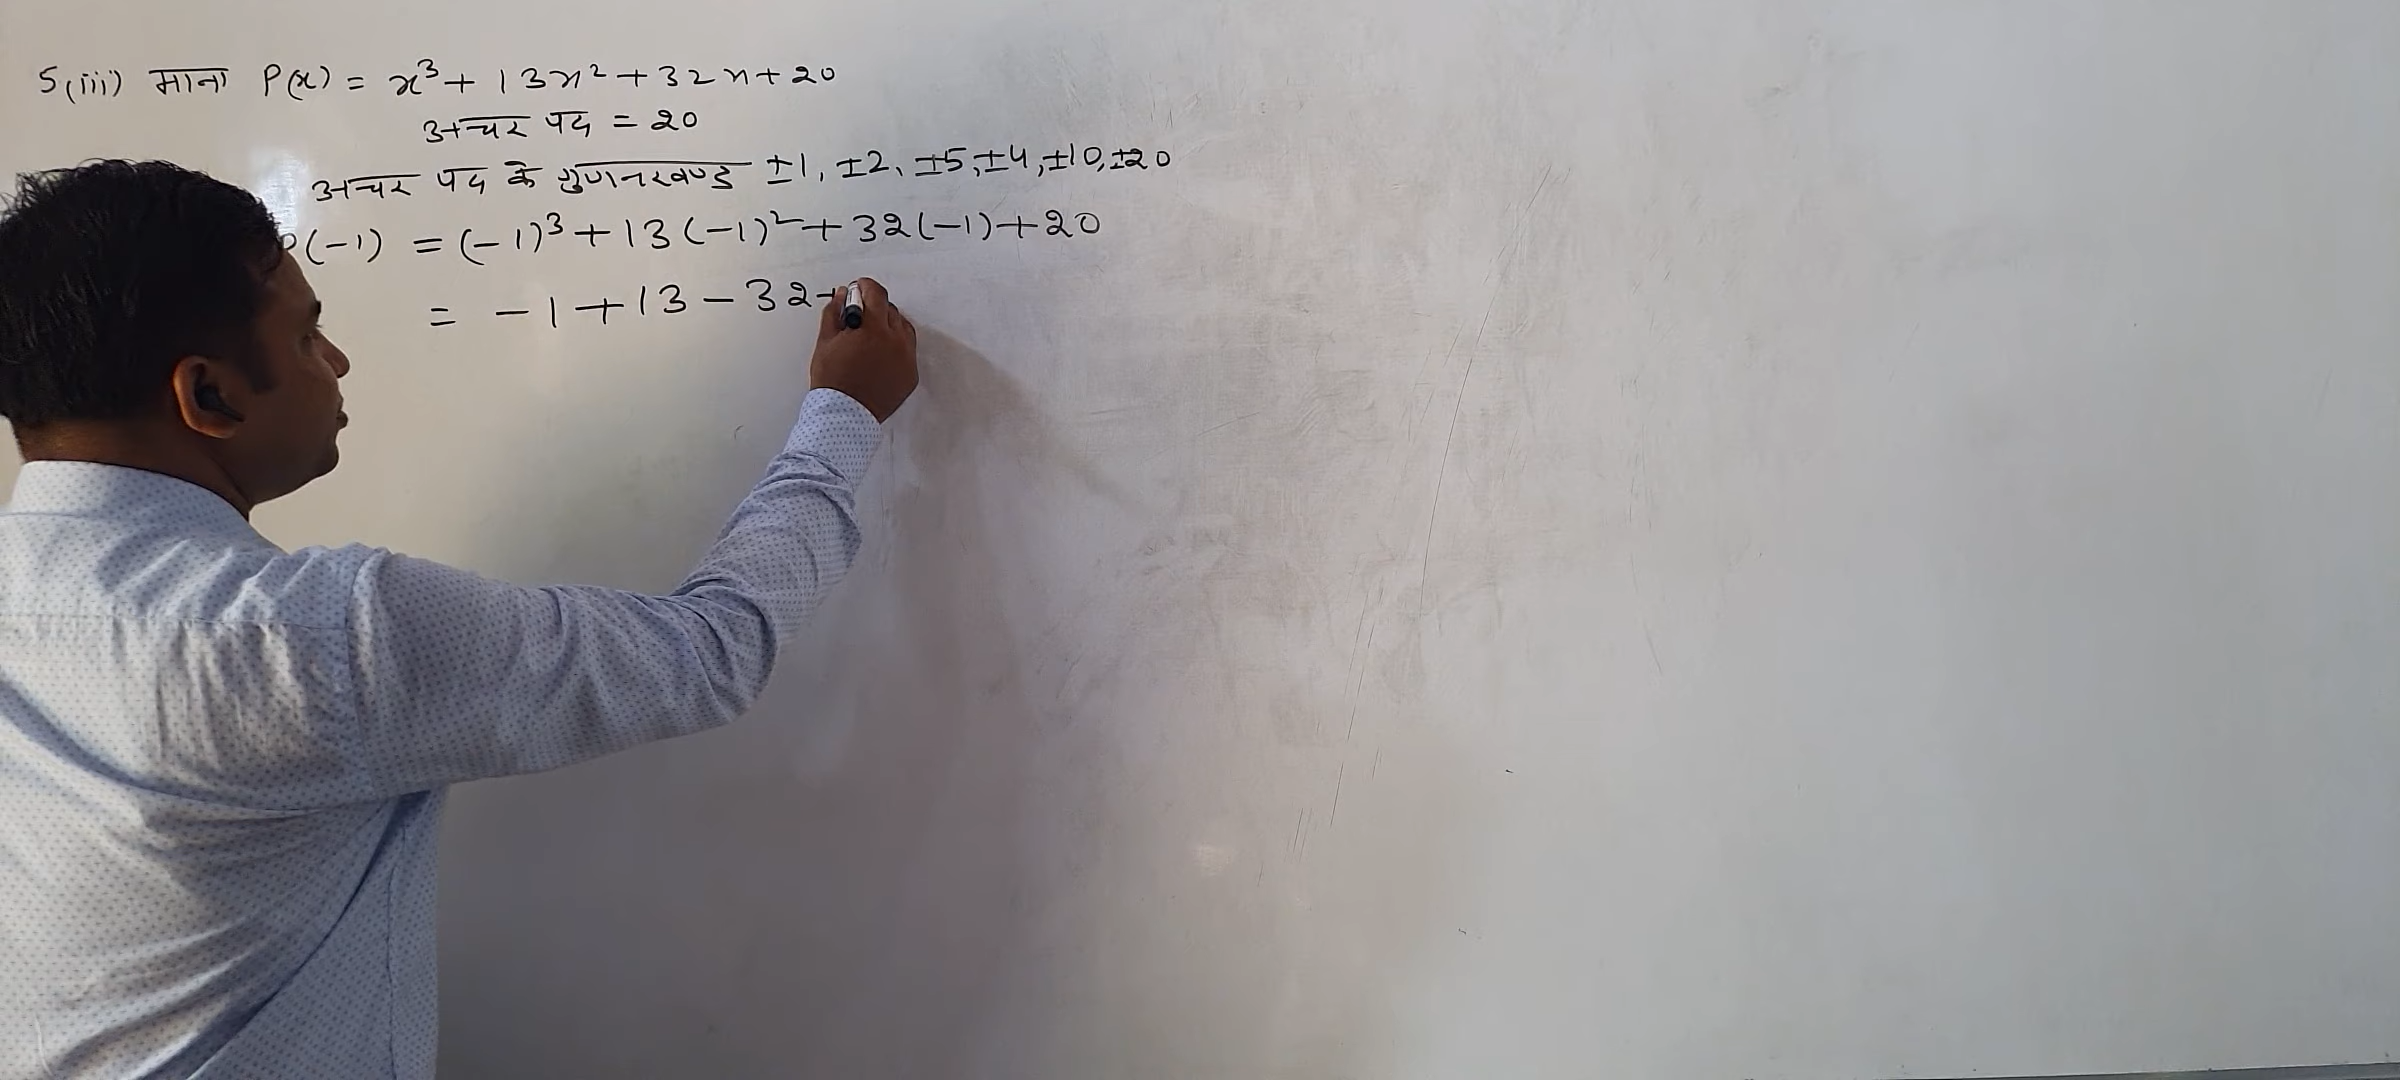 5(iii) माना P(x) = x³ + 13x² + 32x + 20
अचर पद = 20
अचर पद के गुणनखण्ड ±1, ±2, ±5, ±4, ±10, ±20
P(-1) = (-1)³ + 13(-1)² + 32(-1) + 20
= -1 + 13 - 32 +